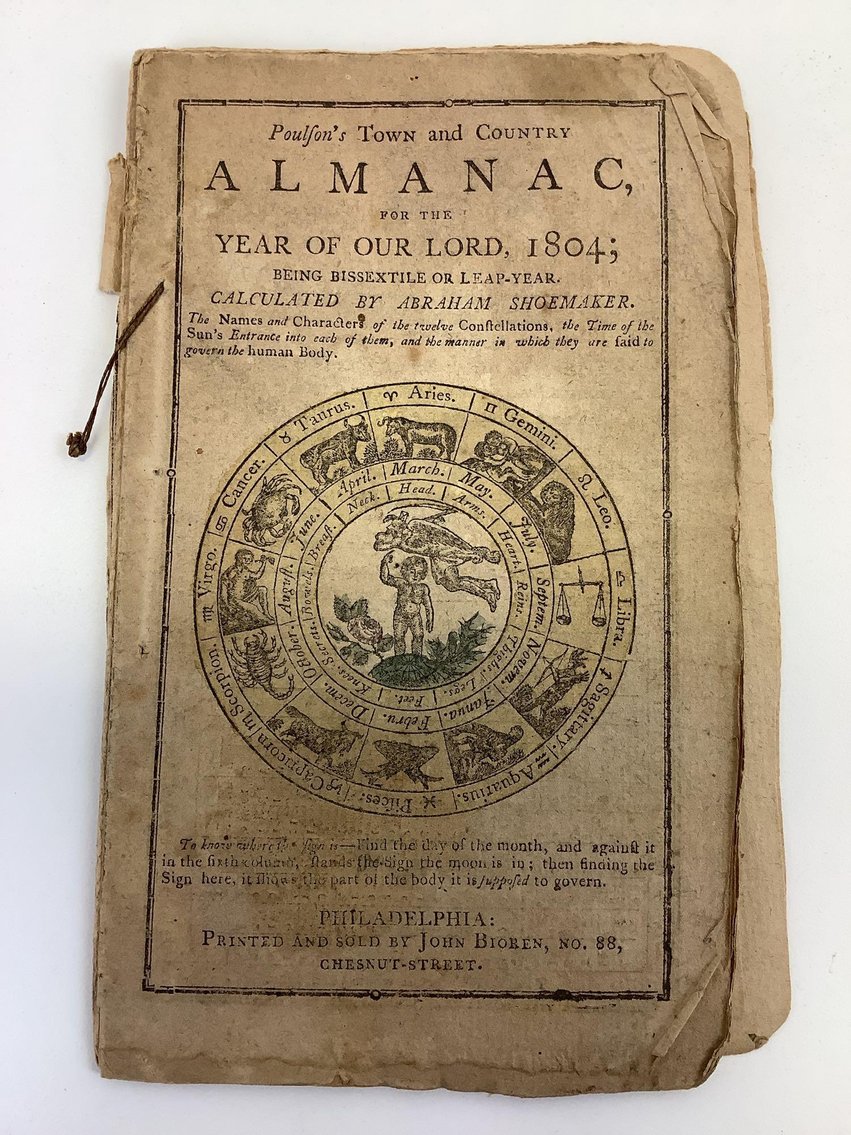 Poulſon's TOWN and COUNTRY
ALMANAC,
FOR THE
YEAR OF OUR LORD, 1804;
BEING BISSEXTILE OR LEAP-YEAR.
CALCULATED BY ABRAHAM SHOEMAKER.
The Names and Characters of the twelve Conſtellations, the Time of the
Sun's Entrance into each of them, and the manner in which they are ſaid to
govern the human Body.
♈ Aries.
♊ Gemini.
♌ Leo.
♎ Libra.
♐ Sagittary.
♒ Aquarius.
♓ Piſces.
♑ Capricorn
♏ Scorpion.
♍ Virgo.
♋ Cancer.
♉ Taurus.
March.
May.
July.
Septem.
Novem.
Janua.
Febru.
Decem.
October.
Auguſt.
June.
April.
Head.
Arms.
Heart.
Reins.
Thighs.
Legs.
Feet.
Knees.
Secrets.
Bowels.
Breaſt.
Neck.
To know where the ſign is—Find the day of the month, and againſt it
in the ſixth column, ſtands the Sign the moon is in; then finding the
Sign here, it ſhows the part of the body it is ſuppoſed to govern.
PHILADELPHIA:
PRINTED AND SOLD BY JOHN BIOREN, NO. 88,
CHESNUT-STREET.